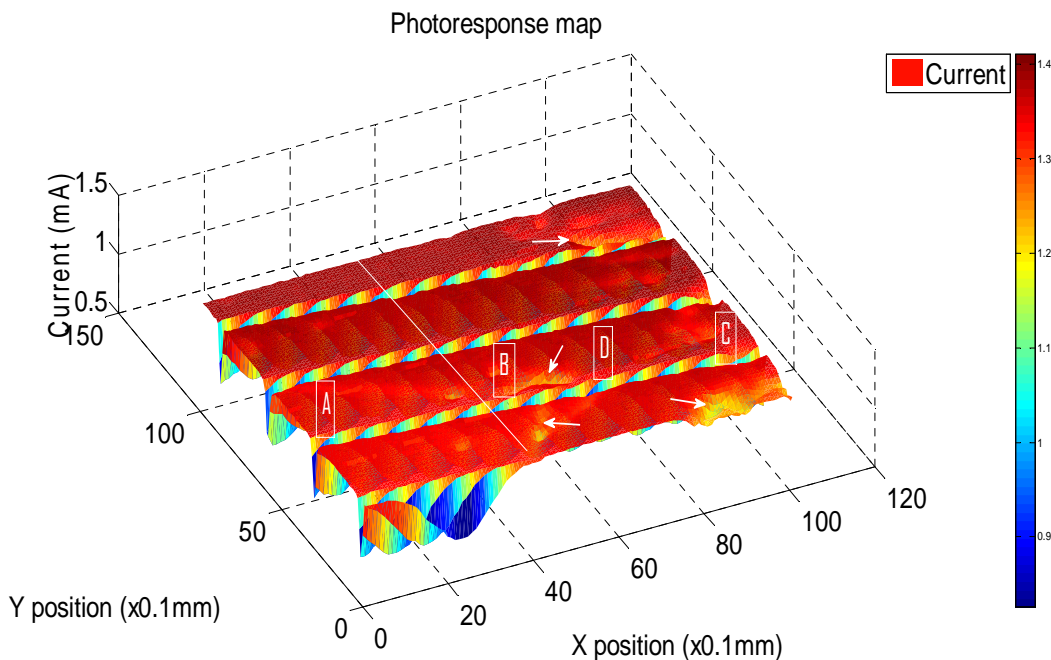 Photoresponse map
Current
Current (mA)
1.5
1
0.5
150
100
50
0
Y position (x0.1mm)
0
20
40
60
80
100
120
X position (x0.1mm)
A
B
D
C
1.4
1.3
1.2
1.1
1
0.9